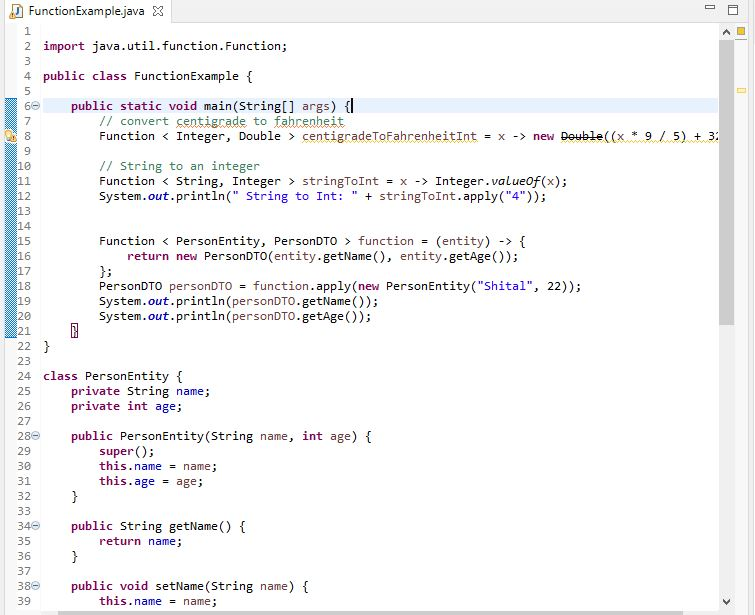 FunctionExample.java
1
2 import java.util.function.Function;
3
4 public class FunctionExample {
5
6 public static void main(String[] args) {
7 // convert centigrade to fahrenheit
8 Function < Integer, Double > centigradeToFahrenheitInt = x -> new Double((x * 9 / 5) + 32
9
10 // String to an integer
11 Function < String, Integer > stringToInt = x -> Integer.valueOf(x);
12 System.out.println(" String to Int: " + stringToInt.apply("4"));
13
14
15 Function < PersonEntity, PersonDTO > function = (entity) -> {
16 return new PersonDTO(entity.getName(), entity.getAge());
17 };
18 PersonDTO personDTO = function.apply(new PersonEntity("Shital", 22));
19 System.out.println(personDTO.getName());
20 System.out.println(personDTO.getAge());
21 }
22 }
23
24 class PersonEntity {
25 private String name;
26 private int age;
27
28 public PersonEntity(String name, int age) {
29 super();
30 this.name = name;
31 this.age = age;
32 }
33
34 public String getName() {
35 return name;
36 }
37
38 public void setName(String name) {
39 this.name = name;